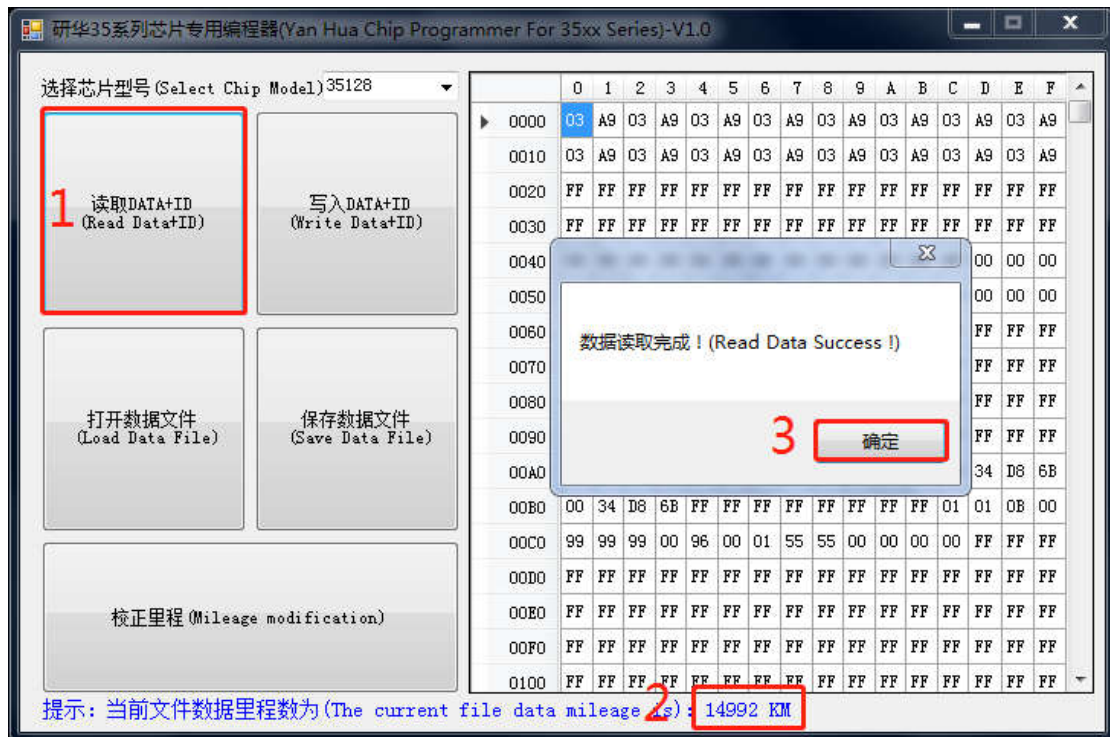 研华35系列芯片专用编程器(Yan Hua Chip Programmer For 35xx Series)-V1.0
选择芯片型号(Select Chip Model) 35128
1
读取DATA+ID
(Read Data+ID)
写入DATA+ID
(Write Data+ID)
打开数据文件
(Load Data File)
保存数据文件
(Save Data File)
校正里程(Mileage modification)
0 1 2 3 4 5 6 7 8 9 A B C D E F
0000 03 A9 03 A9 03 A9 03 A9 03 A9 03 A9 03 A9 03 A9
0010 03 A9 03 A9 03 A9 03 A9 03 A9 03 A9 03 A9 03 A9
0020 FF FF FF FF FF FF FF FF FF FF FF FF FF FF FF FF
0030 FF FF FF FF FF FF FF FF FF FF FF FF FF FF FF FF
0040 00 00 00
0050 00 00 00
0060 FF FF FF
0070 FF FF FF
0080 FF FF FF
0090 FF FF FF
00A0 34 D8 6B
00B0 00 34 D8 6B FF FF FF FF FF FF FF FF 01 01 0B 00
00C0 99 99 99 00 96 00 01 55 55 00 00 00 00 FF FF FF
00D0 FF FF FF FF FF FF FF FF FF FF FF FF FF FF FF FF
00E0 FF FF FF FF FF FF FF FF FF FF FF FF FF FF FF FF
00F0 FF FF FF FF FF FF FF FF FF FF FF FF FF FF FF FF
0100 FF FF FF FF FF FF FF FF FF FF FF FF FF FF FF FF
数据读取完成！(Read Data Success !)
3
确定
提示：当前文件数据里程数为(The current file data mileage is)：14992 KM
2